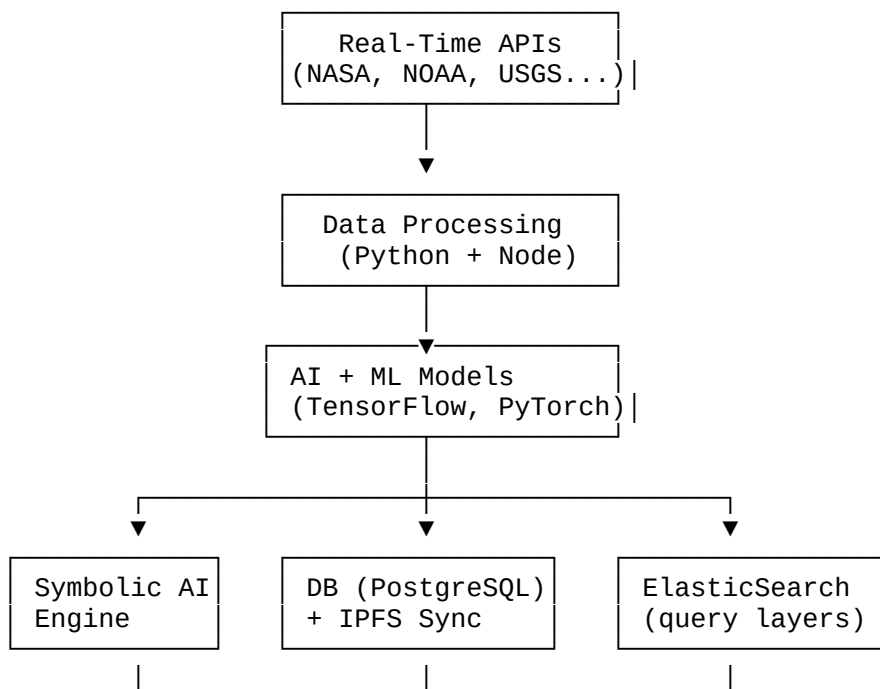 Real-Time APIs
(NASA, NOAA, USGS...)
Data Processing
(Python + Node)
AI + ML Models
(TensorFlow, PyTorch)
Symbolic AI
Engine
DB (PostgreSQL)
+ IPFS Sync
ElasticSearch
(query layers)